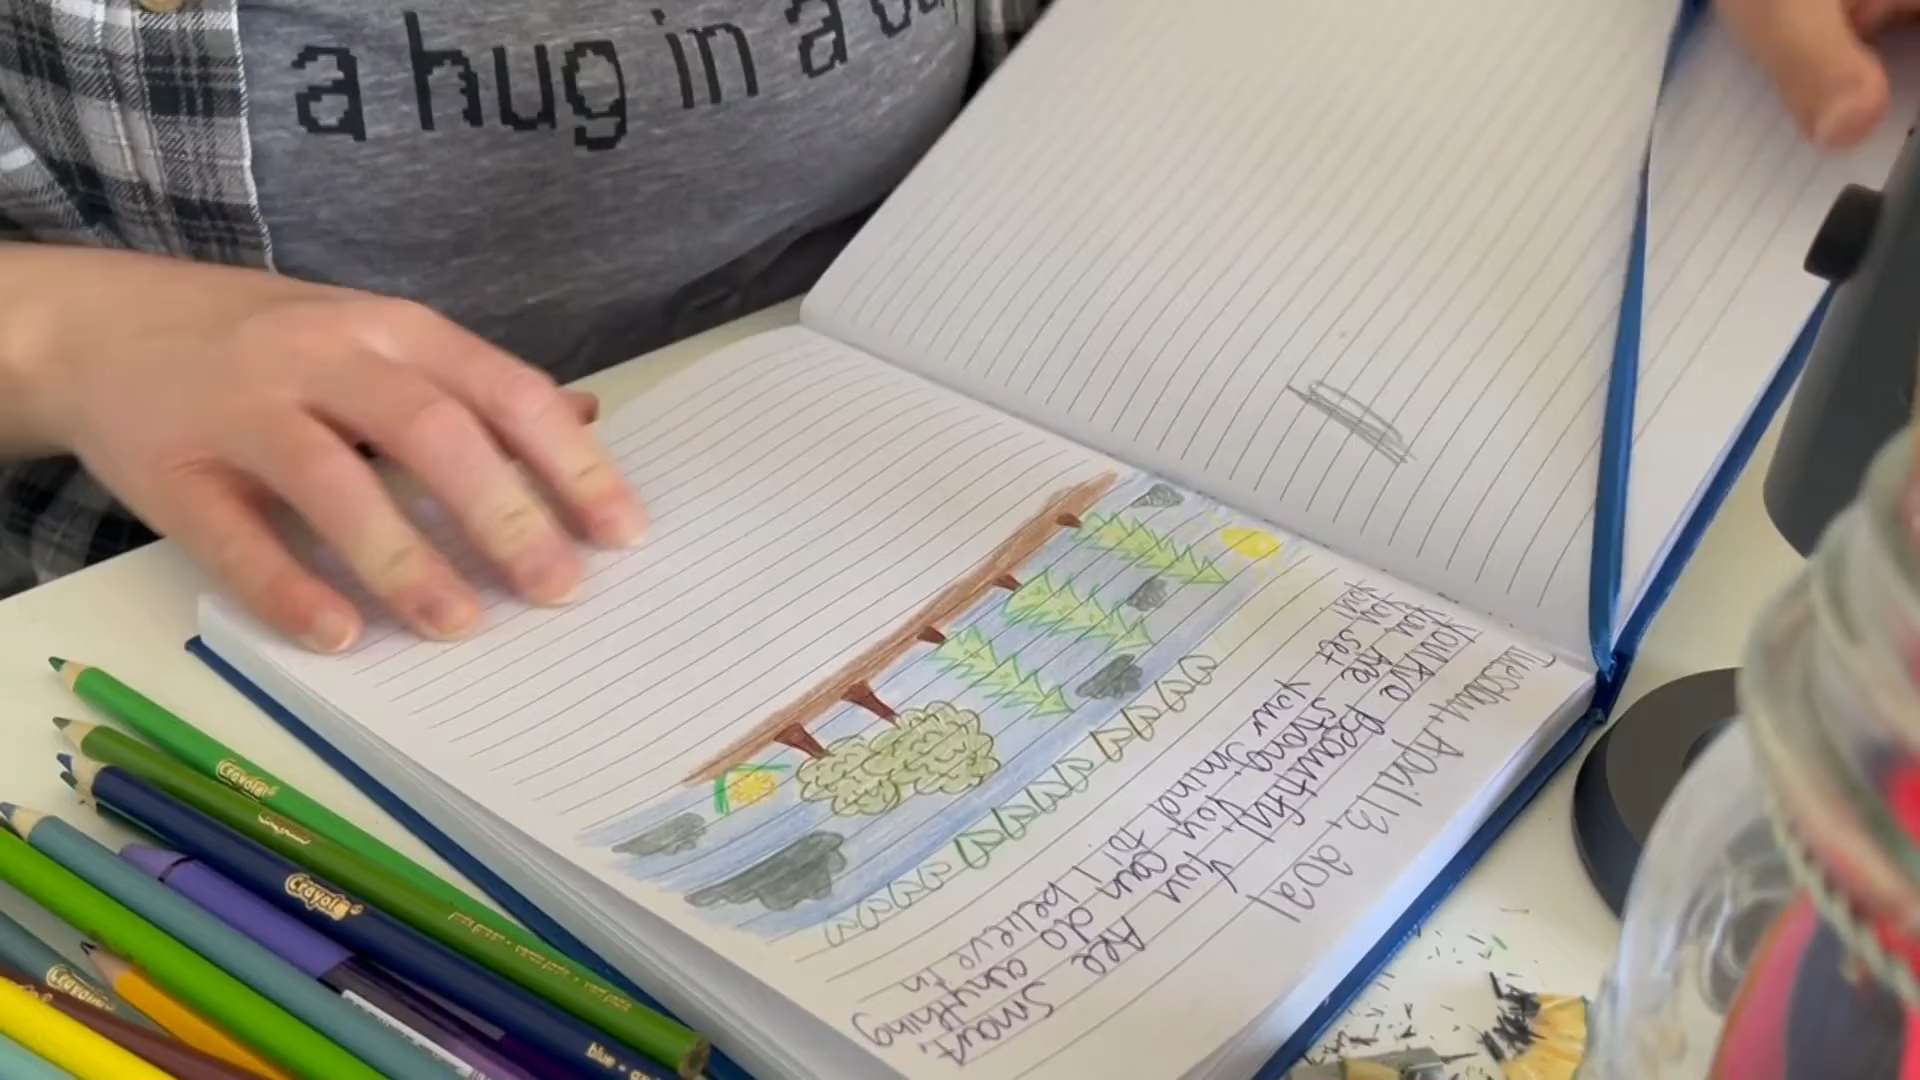 a hug in a
Tuesday, April 13, 2021
You Are Beautiful, You Are Smart,
You Are Strong, You can do anything
You set Your mind to! I believe in
You
Crayola
Crayola
Crayola
blue